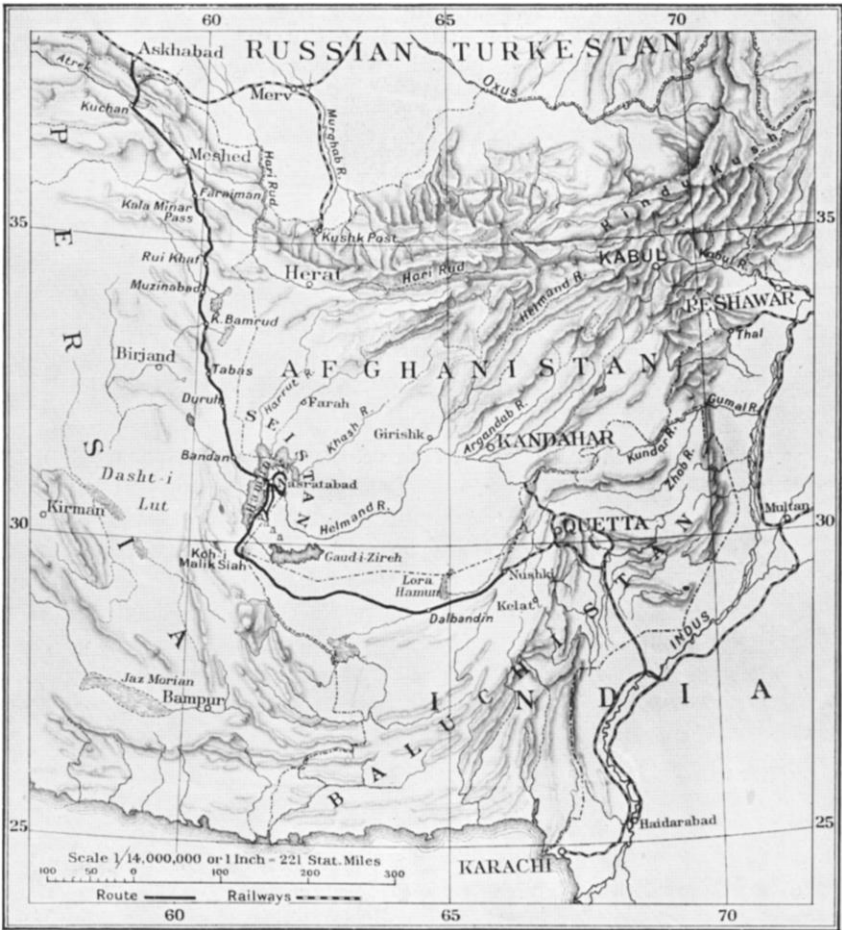 60 65 70
RUSSIAN TURKESTAN
Askhabad
Atrek
Oxus
Merv
Kuchan
Murghab R.
PERSIA
Meshed
Hari Rud.
Hindu Kush
Faraiman
Kala Minar
Pass
35 35
Kushk Post
Rui Khaf
KABUL
Kabul R.
Herat
Hari Rud
Muzinabad
Helmand R.
PESHAWAR
K. Bamrud
Thal
Birjand
AFGHANISTAN
Tabas
Harrut R.
Duruh
Farah
SEISTAN
Khash R.
Girishk
Argandab R.
KANDAHAR
Gumal R.
Kundar R.
Bandan
Zhob R.
Dasht-i
Lut
Nasratabad
Hamun
Kirman
Helmand R.
Multan
30 30
QUETTA
Koh-i
Malik Siah
Gaud-i-Zireh
Lora
Hamun
Nushki
Kelat
Dalbandin
INDUS
Jaz Morian
Bampur
INDIA
BALUCHISTAN
25 25
Haidarabad
KARACHI
Scale 1/14,000,000 or 1 Inch = 221 Stat. Miles
100 50 0 100 200 300
Route Railways
60 65 70